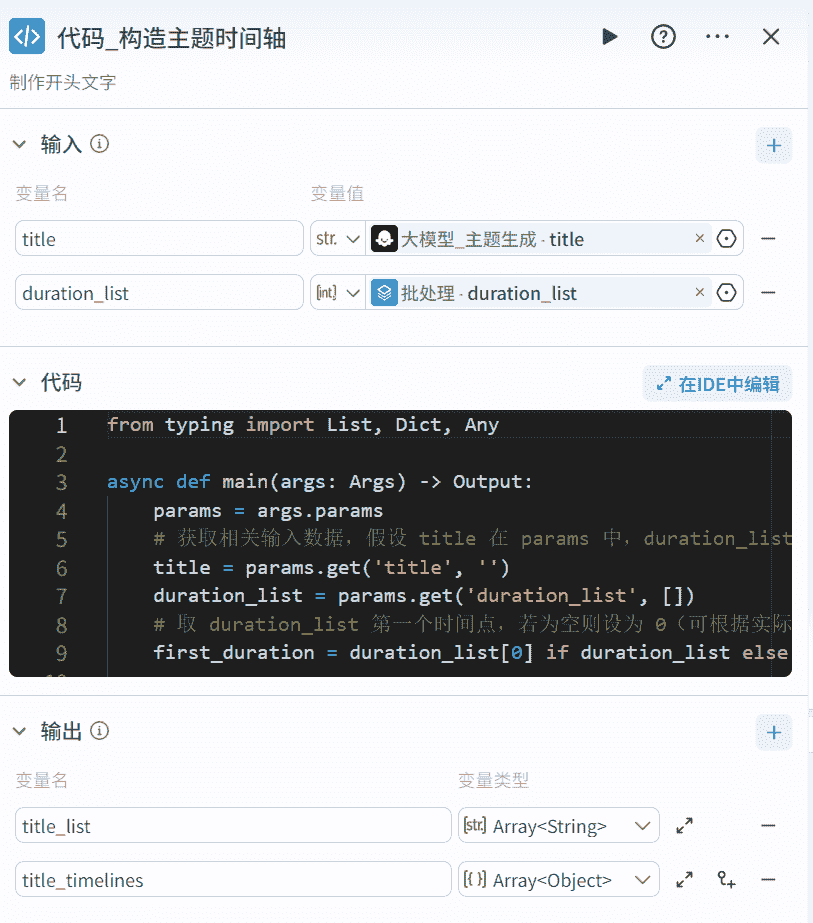 代码_构造主题时间轴
制作开头文字
输入
变量名 变量值
title str. 大模型_主题生成 · title
duration_list [int] 批处理 · duration_list
代码 在IDE中编辑
1 from typing import List, Dict, Any
2
3 async def main(args: Args) -> Output:
4 params = args.params
5 # 获取相关输入数据，假设 title 在 params 中，duration_list
6 title = params.get('title', '')
7 duration_list = params.get('duration_list', [])
8 # 取 duration_list 第一个时间点，若为空则设为 0（可根据实际
9 first_duration = duration_list[0] if duration_list else
输出
变量名 变量类型
title_list [str] Array<String>
title_timelines [{}] Array<Object>